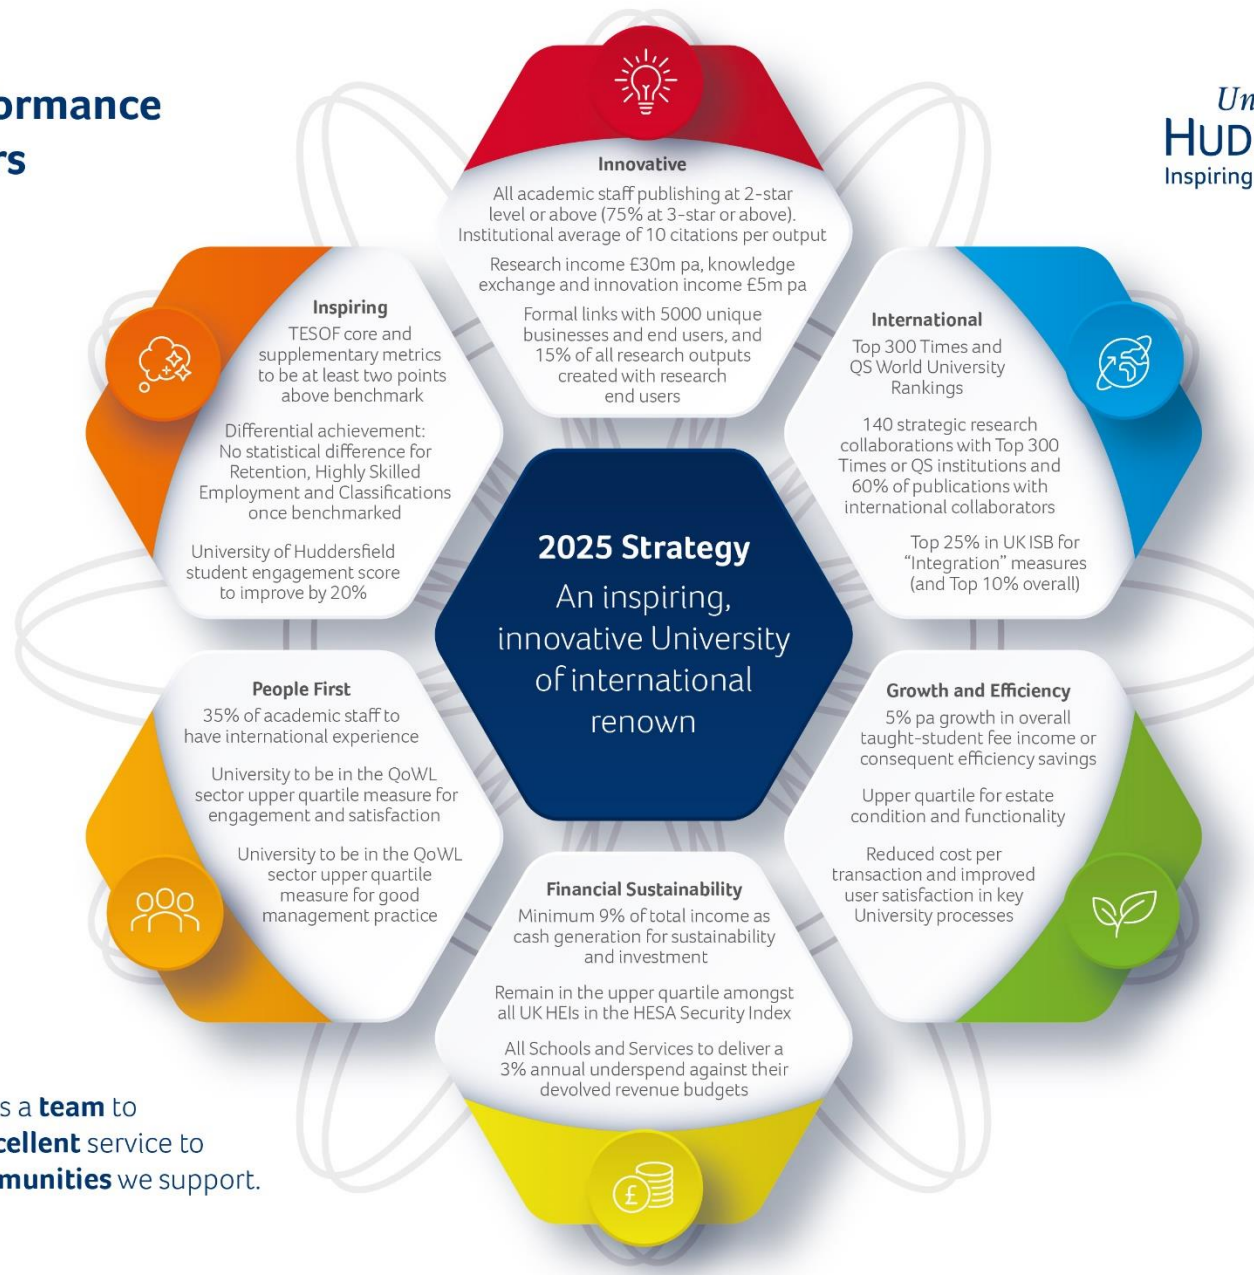 ormance
rs
Un
HUD
Inspiring
Innovative
All academic staff publishing at 2-star
level or above (75% at 3-star or above).
Institutional average of 10 citations per output
Research income £30m pa, knowledge
exchange and innovation income £5m pa
Formal links with 5000 unique
businesses and end users, and
15% of all research outputs
created with research
end users
Inspiring
TESOF core and
supplementary metrics
to be at least two points
above benchmark
Differential achievement:
No statistical difference for
Retention, Highly Skilled
Employment and Classifications
once benchmarked
University of Huddersfield
student engagement score
to improve by 20%
International
Top 300 Times and
QS World University
Rankings
140 strategic research
collaborations with Top 300
Times or QS institutions and
60% of publications with
international collaborators
Top 25% in UK ISB for
“Integration” measures
(and Top 10% overall)
2025 Strategy
An inspiring,
innovative University
of international
renown
People First
35% of academic staff to
have international experience
University to be in the QoWL
sector upper quartile measure for
engagement and satisfaction
University to be in the QoWL
sector upper quartile
measure for good
management practice
Growth and Efficiency
5% pa growth in overall
taught-student fee income or
consequent efficiency savings
Upper quartile for estate
condition and functionality
Reduced cost per
transaction and improved
user satisfaction in key
University processes
Financial Sustainability
Minimum 9% of total income as
cash generation for sustainability
and investment
Remain in the upper quartile amongst
all UK HEIs in the HESA Security Index
All Schools and Services to deliver a
3% annual underspend against their
devolved revenue budgets
£
s a team to
cellent service to
munities we support.